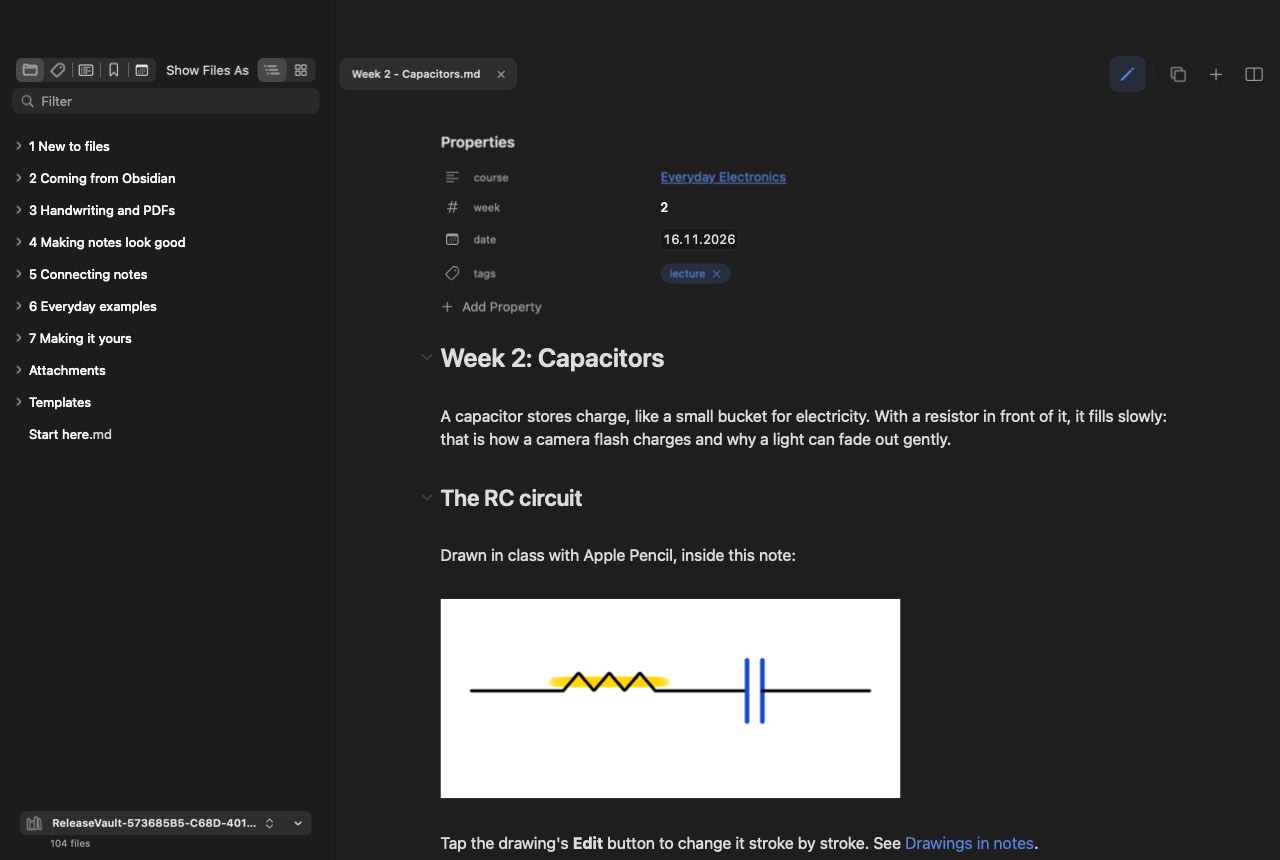 Show Files As
Filter
1 New to files
2 Coming from Obsidian
3 Handwriting and PDFs
4 Making notes look good
5 Connecting notes
6 Everyday examples
7 Making it yours
Attachments
Templates
Start here.md
ReleaseVault-573685B5-C68D-401...
104 files
Week 2 - Capacitors.md
Properties
course Everyday Electronics
week 2
date 16.11.2026
tags lecture
Add Property
Week 2: Capacitors
A capacitor stores charge, like a small bucket for electricity. With a resistor in front of it, it fills slowly:
that is how a camera flash charges and why a light can fade out gently.
The RC circuit
Drawn in class with Apple Pencil, inside this note:
Tap the drawing's Edit button to change it stroke by stroke. See Drawings in notes.